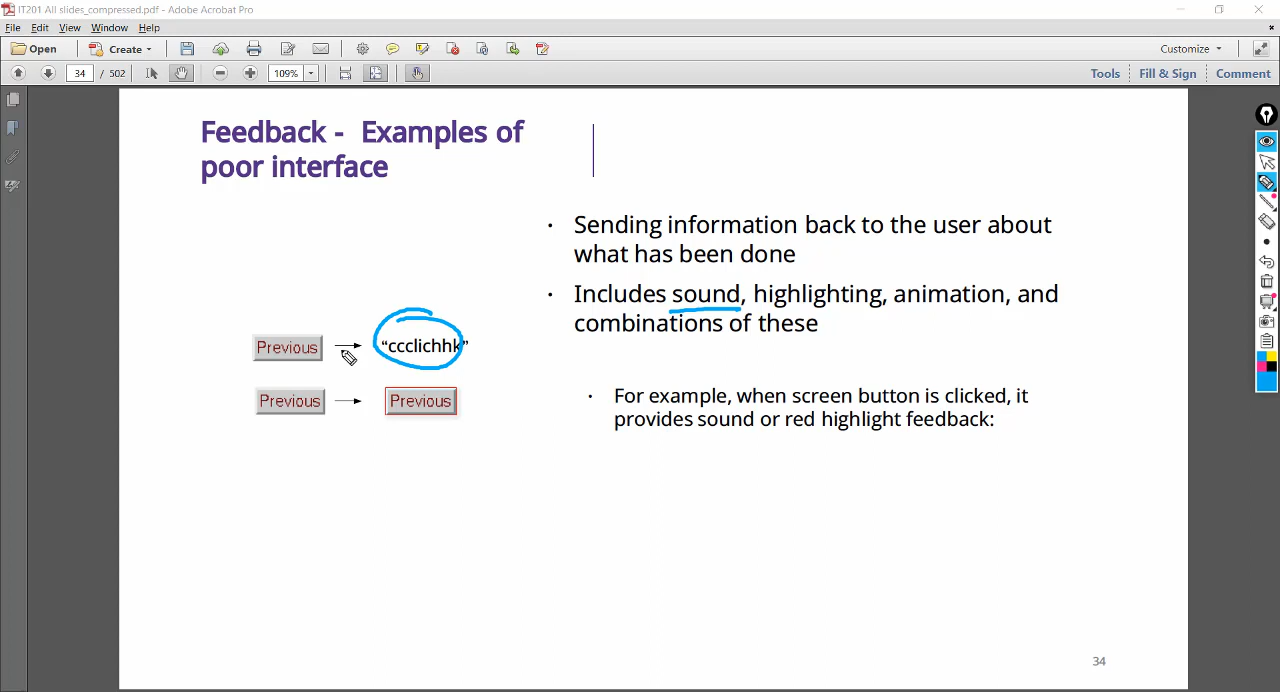 IT201 All slides_compressed.pdf - Adobe Acrobat Pro
File Edit View Window Help
Open Create Customize
34 / 502 109% Tools Fill & Sign Comment
Feedback - Examples of
poor interface
· Sending information back to the user about
what has been done
· Includes sound, highlighting, animation, and
combinations of these
Previous “ccclichhk”
Previous Previous
· For example, when screen button is clicked, it
provides sound or red highlight feedback:
34